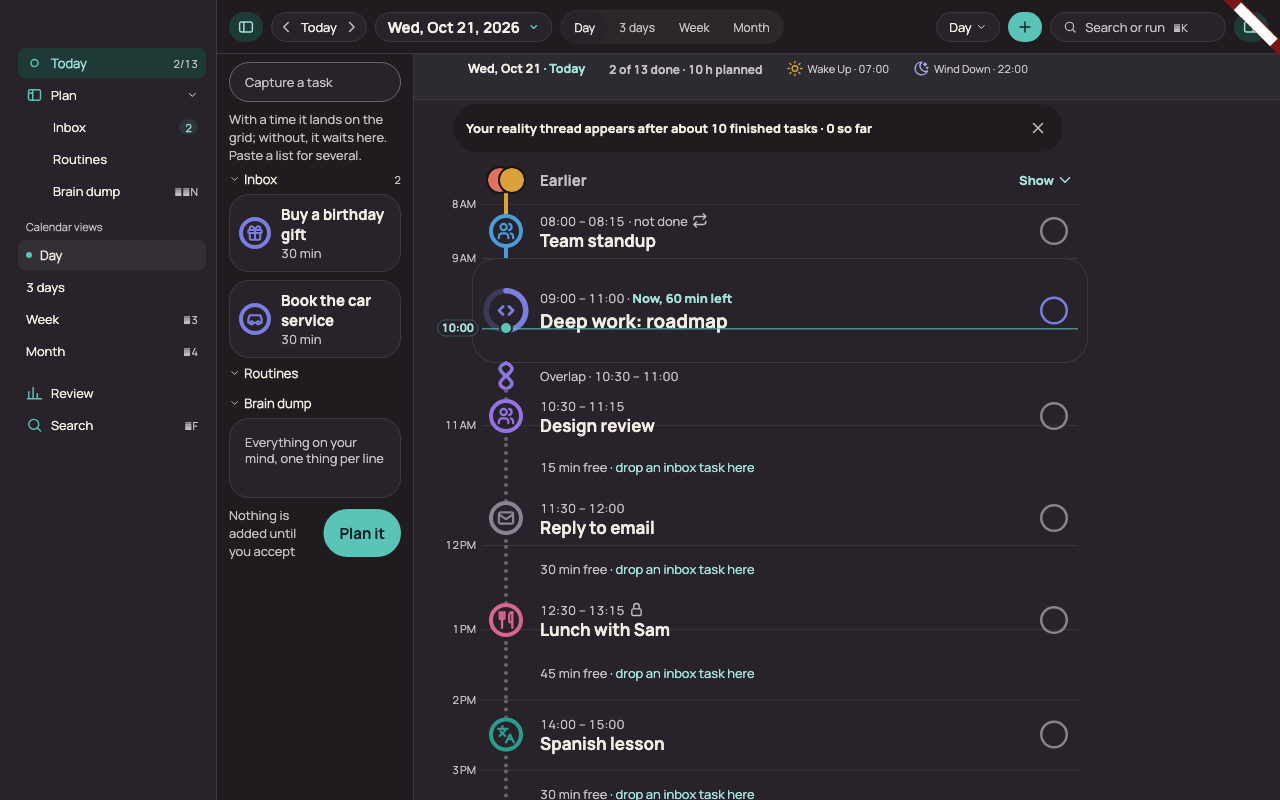 Today 2/13
Plan
Inbox 2
Routines
Brain dump N
Calendar views
Day
3 days
Week 3
Month 4
Review
Search F
Today
Wed, Oct 21, 2026
Day 3 days Week Month
Day
Search or run K
Capture a task
With a time it lands on the
grid; without, it waits here.
Paste a list for several.
Inbox 2
Buy a birthday
gift
30 min
Book the car
service
30 min
Routines
Brain dump
Everything on your
mind, one thing per line
Nothing is
added until
you accept
Plan it
Wed, Oct 21 · Today 2 of 13 done · 10 h planned Wake Up · 07:00 Wind Down · 22:00
Your reality thread appears after about 10 finished tasks · 0 so far
Earlier Show
8 AM
08:00 – 08:15 · not done
Team standup
9 AM
09:00 – 11:00 · Now, 60 min left
Deep work: roadmap
10:00
Overlap · 10:30 – 11:00
10:30 – 11:15
11 AM
Design review
15 min free · drop an inbox task here
11:30 – 12:00
Reply to email
12 PM
30 min free · drop an inbox task here
12:30 – 13:15
1 PM
Lunch with Sam
45 min free · drop an inbox task here
2 PM
14:00 – 15:00
Spanish lesson
3 PM
30 min free · drop an inbox task here